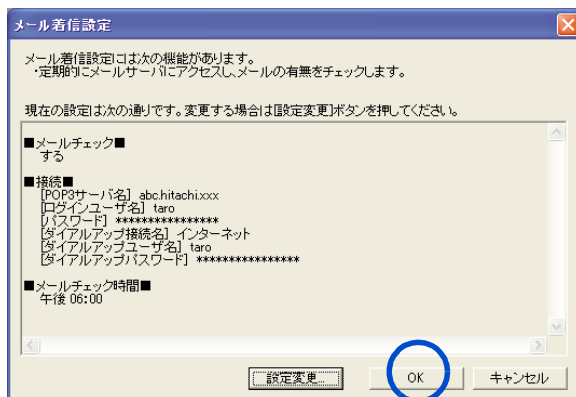 メール着信設定
メール着信設定には次の機能があります。
・定期的にメールサーバにアクセスし、メールの有無をチェックします。
現在の設定は次の通りです。変更する場合は[設定変更]ボタンを押してください。
■メールチェック■
する
■接続■
[POP3サーバ名] abc.hitachi.xxx
[ログインユーザ名] taro
[パスワード] ****************
[ダイアルアップ接続名] インターネット
[ダイアルアップユーザ名] taro
[ダイアルアップパスワード] ****************
■メールチェック時間■
午後 06:00
設定変更... OK キャンセル